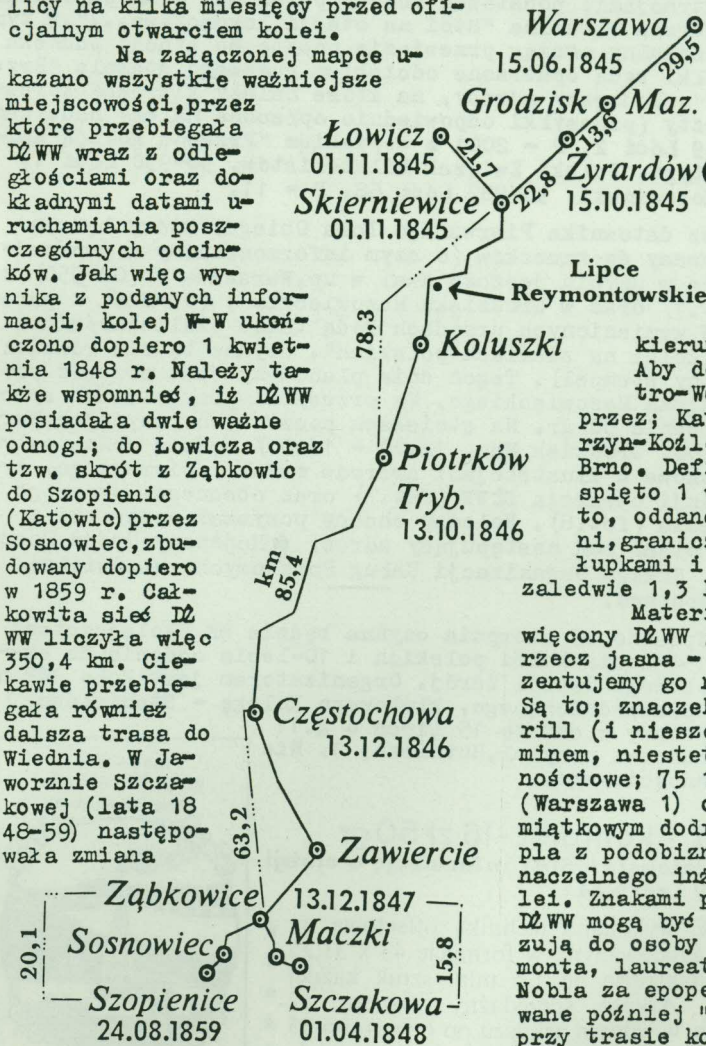 licy na kilka miesięcy przed ofi-
cjalnym otwarciem kolei.
Na załączonej mapce u-
kazano wszystkie ważniejsze
miejscowości,przez
które przebiegała
DŻWW wraz z odle-
głościami oraz do-
kładnymi datami u-
ruchamiania posz-
czególnych odcin-
ków. Jak więc wy-
nika z podanych infor-
macji, kolej W-W ukoń-
czono dopiero 1 kwiet-
nia 1848 r. Należy ta-
kże wspomnieć, iż DŻWW
posiadała dwie ważne
odnogi; do Łowicza oraz
tzw. skrót z Ząbkowic
do Szopienic
(Katowic)przez
Sosnowiec,zbu-
dowany dopiero
w 1859 r. Cał-
kowita sieć DŻ
WW liczyła więc
350,4 km. Cie-
kawie przebie-
gała również
dalsza trasa do
Wiednia. W Ja-
worznie Szcza-
kowej (lata 18
48-59) następo-
wała zmiana
Warszawa
15.06.1845
29,5
Grodzisk Maz.
13,6
Łowicz
01.11.1845
21,7
Żyrardów
15.10.1845
22,8
Skierniewice
01.11.1845
Lipce
Reymontowskie
78,3
Koluszki
Piotrków
Tryb.
13.10.1846
km
85,4
Częstochowa
13.12.1846
63,2
Zawiercie
Ząbkowice
13.12.1847
Maczki
Sosnowiec
20,1
15,8
Szopienice
24.08.1859
Szczakowa
01.04.1848
kieru
Aby d
tro-W
przez; Ka
rzyn-Koźl
Brno. Def
spięto 1
to, oddan
ni,granic
łupkami i
zaledwie 1,3
Mater
więcony DŻWW
rzecz jasna -
zentujemy go
Są to; znacze
rill (i niesz
minem, nieste
nościowe; 75
(Warszawa 1)
miątkowym dod
pla z podobiz
naczelnego in
lei. Znakami p
DŻWW mogą być
zują do osoby
monta, laureat
Nobla za epop
wane później "
przy trasie ko